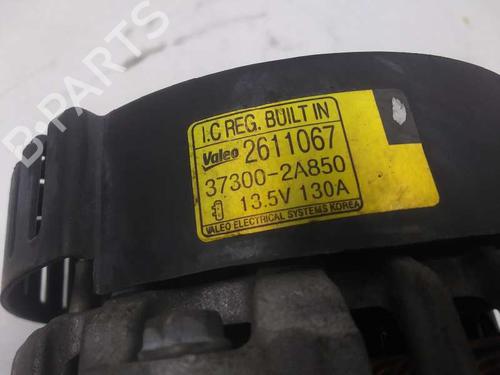 I.C REG. BUILT IN
Valeo 2611067
37300-2A850
13.5V 130A
VALEO ELECTRICAL SYSTEMS KOREA
B-PARTS